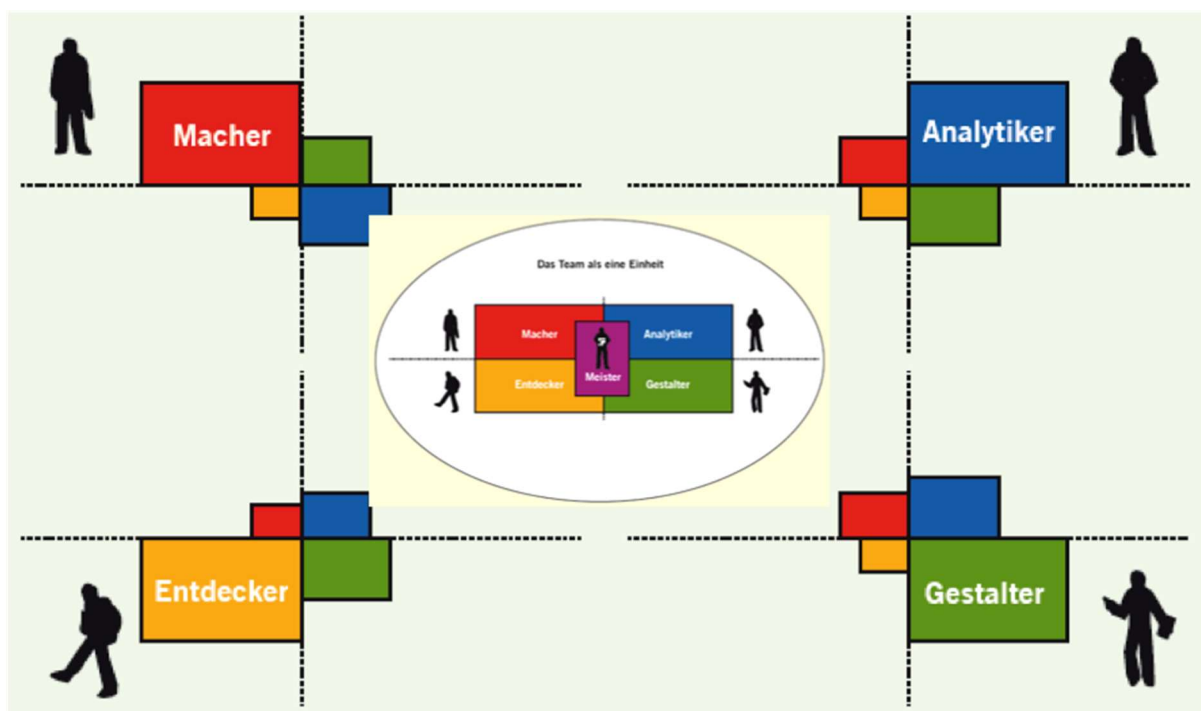 Macher
Analytiker
Das Team als eine Einheit
Macher
Analytiker
Entdecker
Meister
Gestalter
Entdecker
Gestalter